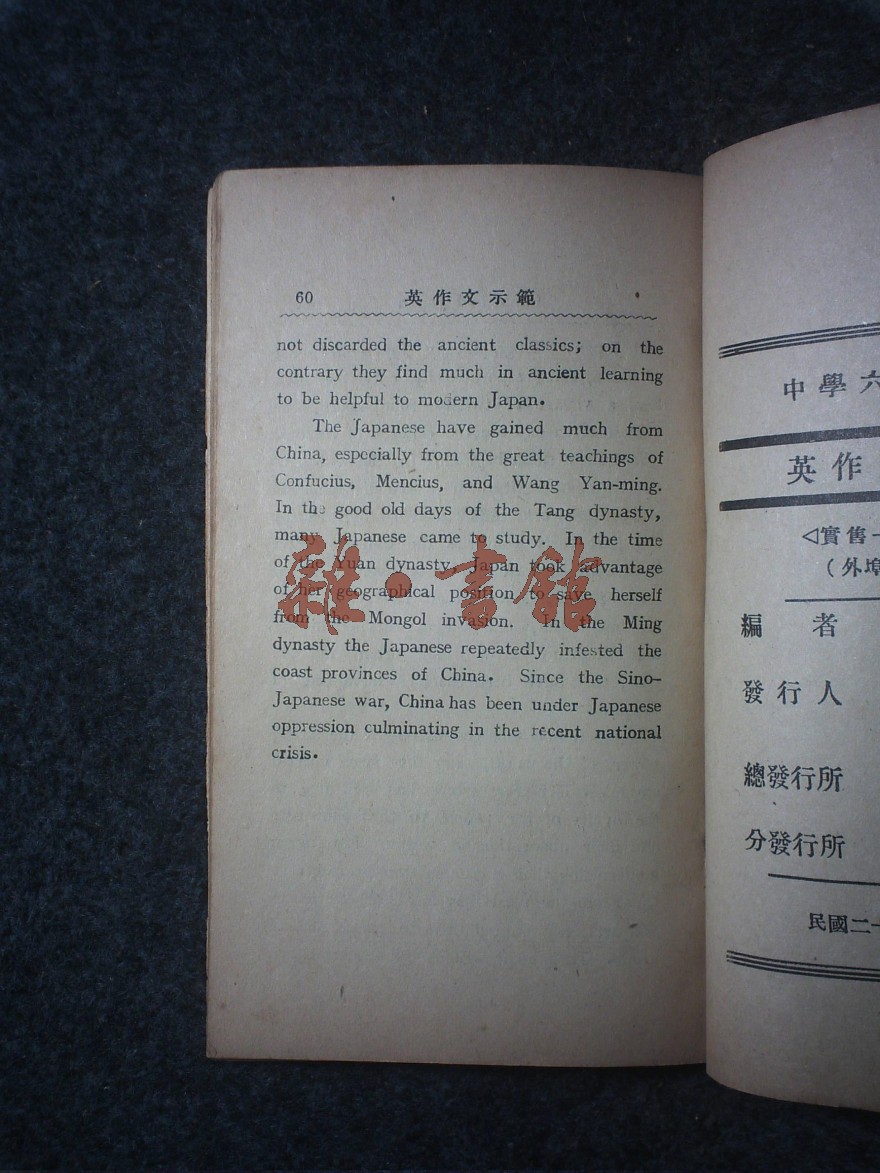 60 英作文示範
not discarded the ancient classics; on the
contrary they find much in ancient learning
to be helpful to modern Japan.
The Japanese have gained much from
China, especially from the great teachings of
Confucius, Mencius, and Wang Yan-ming.
In the good old days of the Tang dynasty,
many Japanese came to study. In the time
of the Yuan dynasty, Japan took advantage
of her geographical position to save herself
from the Mongol invasion. In the Ming
dynasty the Japanese repeatedly infested the
coast provinces of China. Since the Sino-
Japanese war, China has been under Japanese
oppression culminating in the recent national
crisis.
雜·書館
中學六
英作
◁實售一
(外埠
編者
發行人
總發行所
分發行所
民國二十